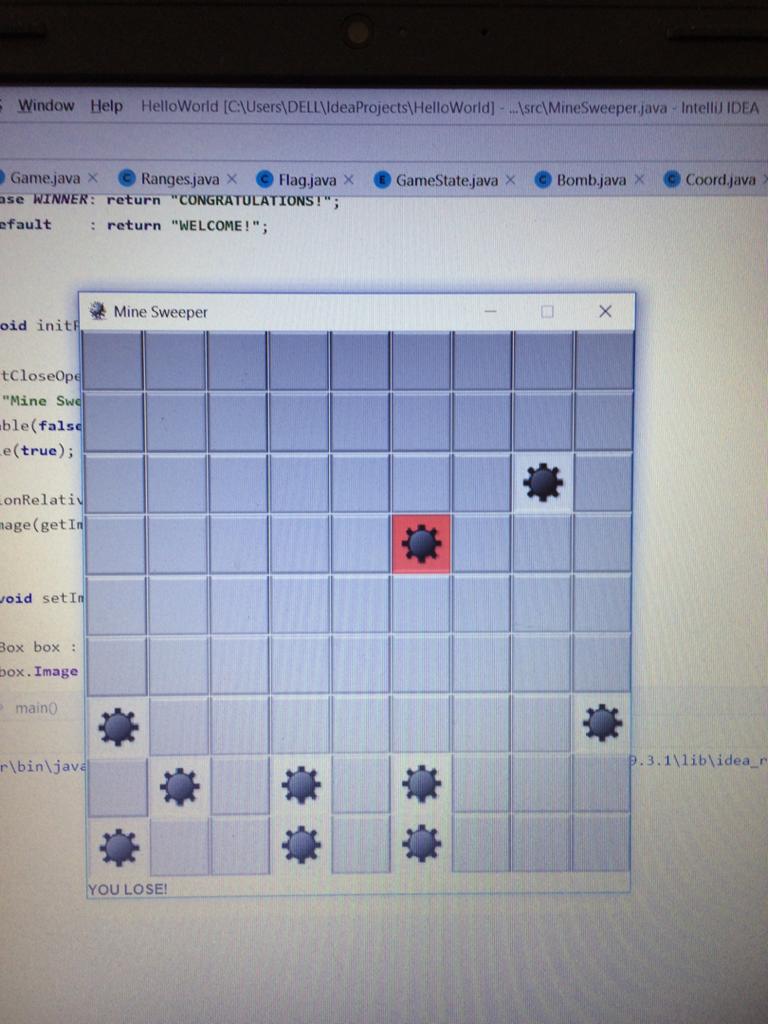 Window Help HelloWorld [C:\Users\DELL\IdeaProjects\HelloWorld] - ...\src\MineSweeper.java - IntelliJ IDEA
Game.java Ranges.java Flag.java GameState.java Bomb.java Coord.java
ase WINNER: return "CONGRATULATIONS!";
efault : return "WELCOME!";
Mine Sweeper
oid initF
tCloseOpe
"Mine Swe
ble(false
e(true);
onRelativ
mage(getIm
void setIm
Box box :
box.Image
main()
r\bin\java 9.3.1\lib\idea_r
YOU LOSE!